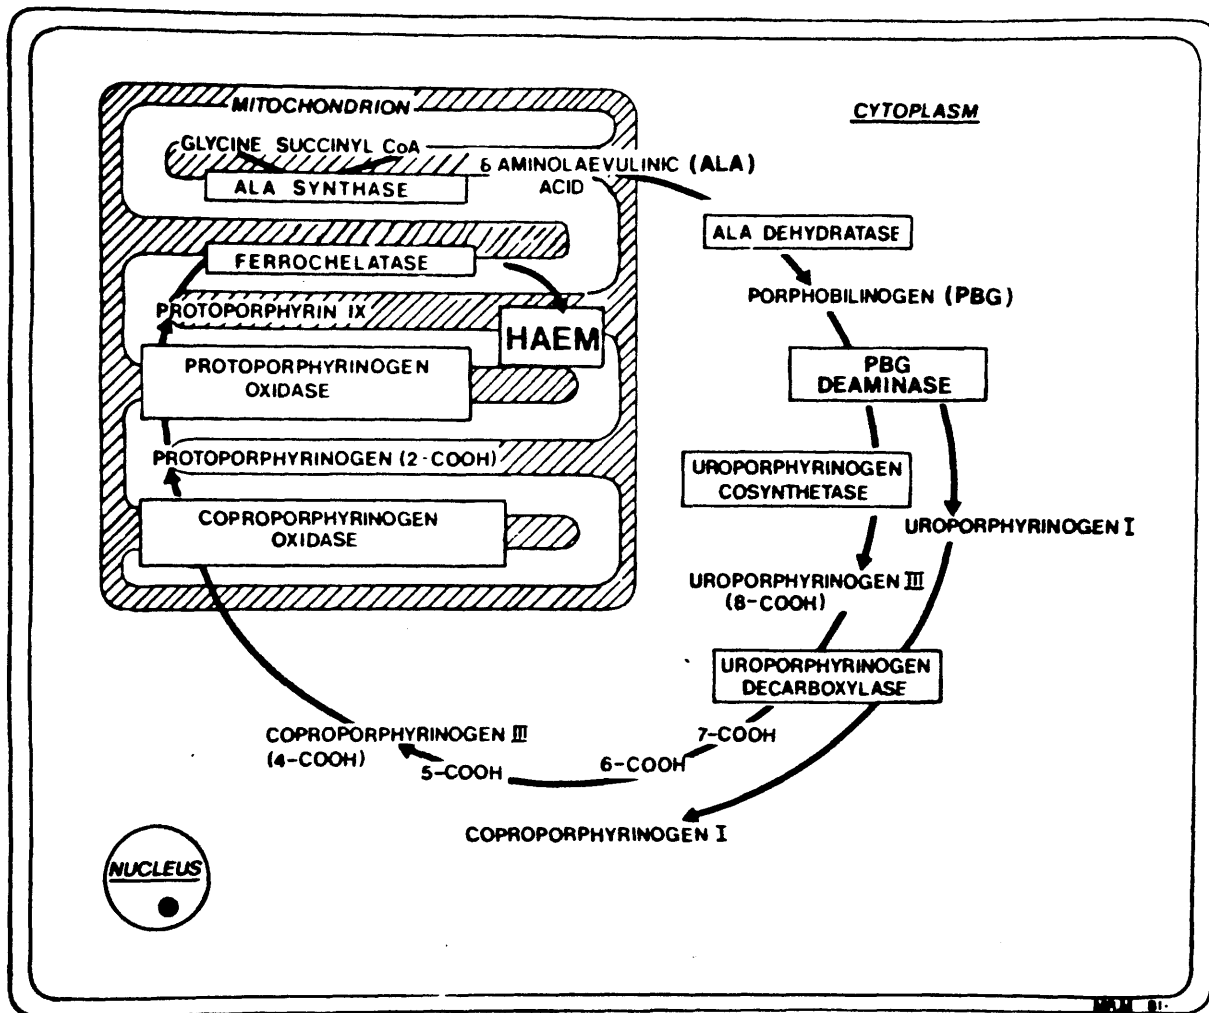 MITOCHONDRION
CYTOPLASM
GLYCINE SUCCINYL CoA
δ AMINOLAEVULINIC (ALA)
ACID
ALA SYNTHASE
ALA DEHYDRATASE
FERROCHELATASE
PORPHOBILINOGEN (PBG)
PROTOPORPHYRIN IX
HAEM
PROTOPORPHYRINOGEN
OXIDASE
PBG
DEAMINASE
PROTOPORPHYRINOGEN (2-COOH)
UROPORPHYRINOGEN
COSYNTHETASE
COPROPORPHYRINOGEN
OXIDASE
UROPORPHYRINOGEN I
UROPORPHYRINOGEN III
(8-COOH)
UROPORPHYRINOGEN
DECARBOXYLASE
COPROPORPHYRINOGEN III
(4-COOH)
7-COOH
6-COOH
5-COOH
COPROPORPHYRINOGEN I
NUCLEUS